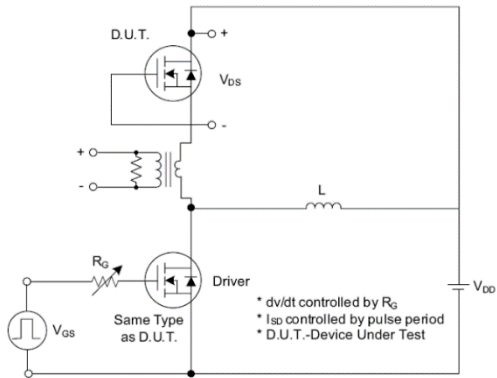 D.U.T.
+
VDS
-
+
-
L
RG
Driver
VDD
VGS
Same Type
as D.U.T.
* dv/dt controlled by RG
* ISD controlled by pulse period
* D.U.T.-Device Under Test